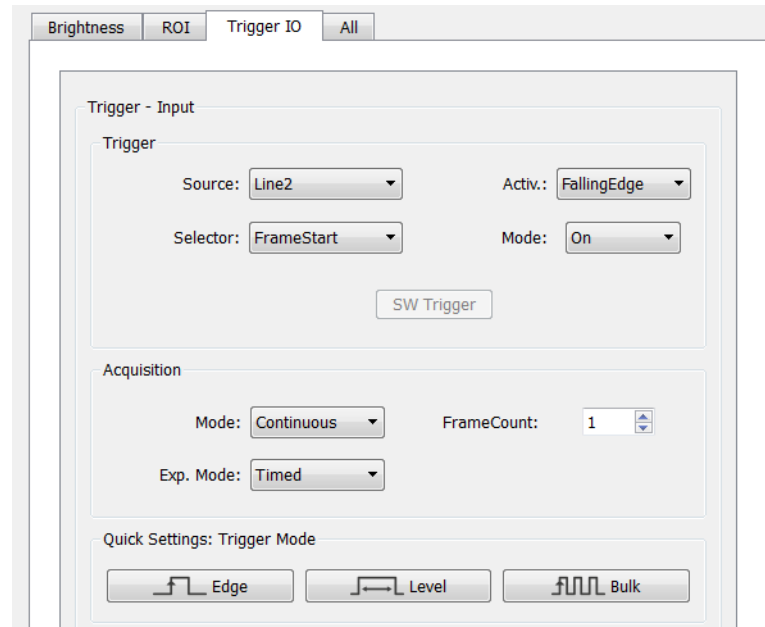 Brightness ROI Trigger IO All
Trigger - Input
Trigger
Source: Line2 Activ.: FallingEdge
Selector: FrameStart Mode: On
SW Trigger
Acquisition
Mode: Continuous FrameCount: 1
Exp. Mode: Timed
Quick Settings: Trigger Mode
Edge Level Bulk